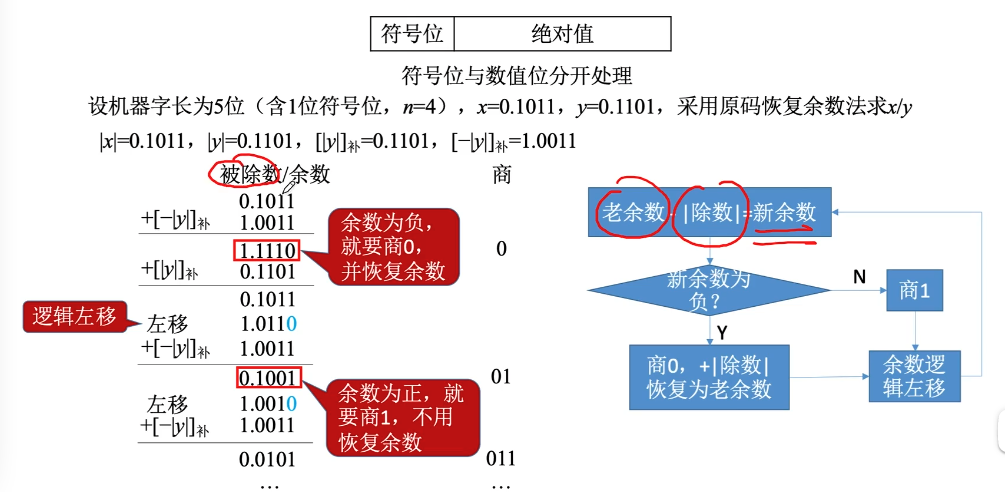 符号位 绝对值
符号位与数值位分开处理
设机器字长为5位（含1位符号位，n=4），x=0.1011，y=0.1101，采用原码恢复余数法求x/y
|x|=0.1011，|y|=0.1101，[|y|]补=0.1101，[−|y|]补=1.0011
被除数/余数 商
0.1011
+[−|y|]补 1.0011
1.1110 0
+[|y|]补 0.1101
0.1011
左移 1.0110
+[−|y|]补 1.0011
0.1001 01
左移 1.0010
+[−|y|]补 1.0011
0.0101 011
… …
余数为负，
就要商0，
并恢复余数
逻辑左移
余数为正，就
要商1，不用
恢复余数
老余数- |除数|=新余数
新余数为
负？
N
商1
Y
商0，+|除数|
恢复为老余数
余数逻
辑左移